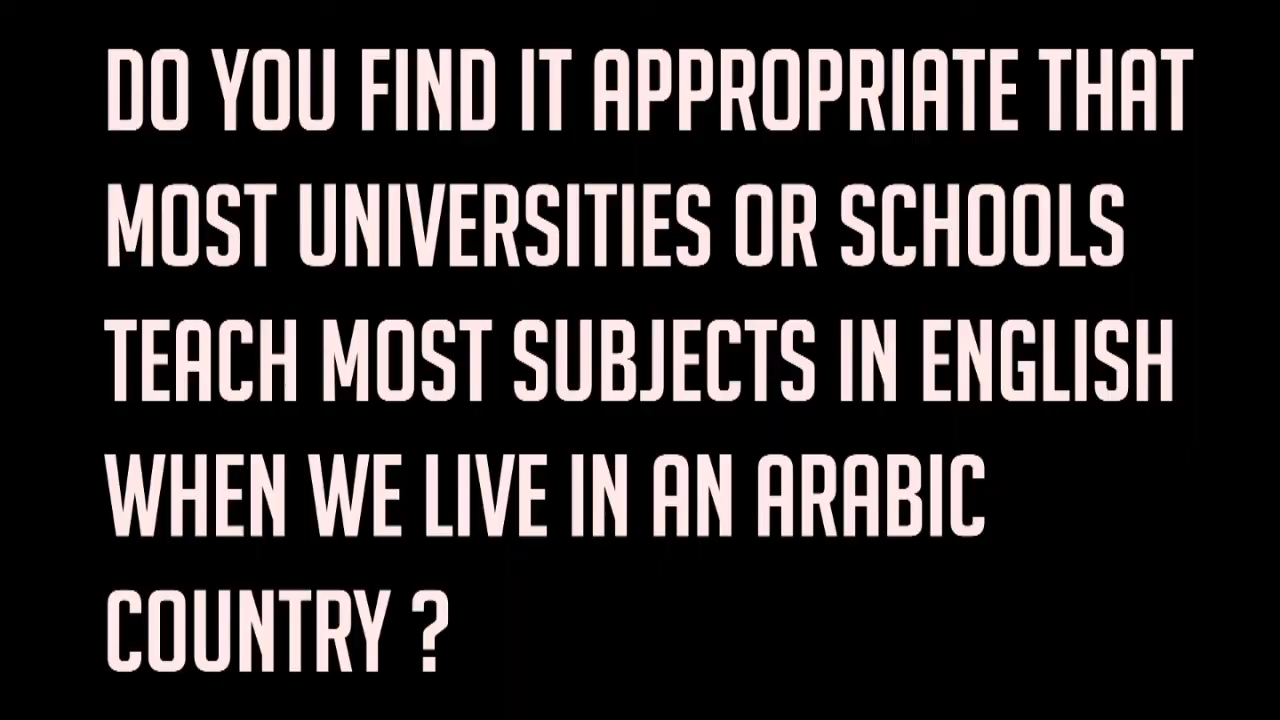 DO YOU FIND IT APPROPRIATE THAT
MOST UNIVERSITIES OR SCHOOLS
TEACH MOST SUBJECTS IN ENGLISH
WHEN WE LIVE IN AN ARABIC
COUNTRY ?